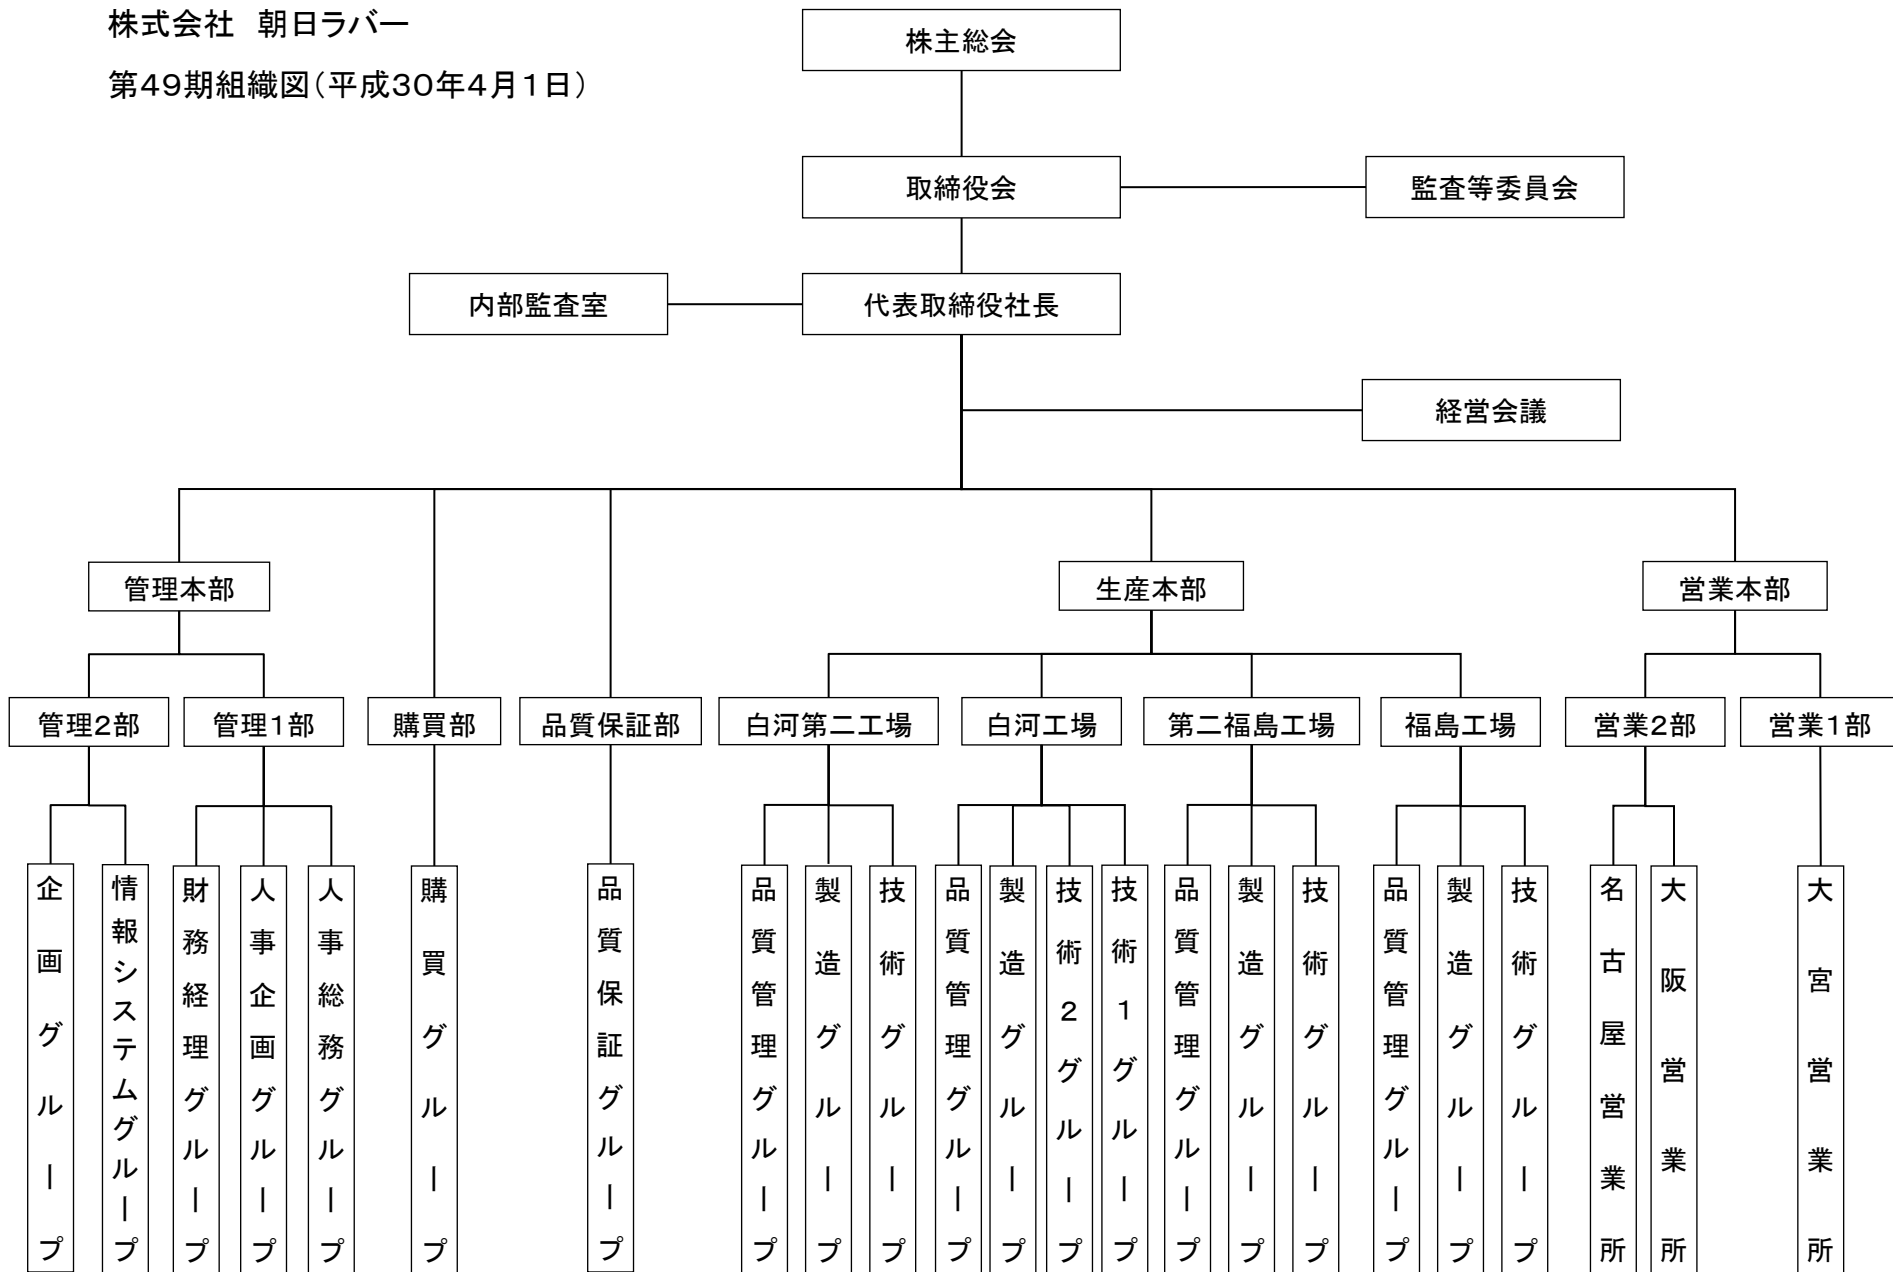 株式会社　朝日ラバー
第49期組織図(平成30年4月1日)
株主総会
取締役会
監査等委員会
内部監査室
代表取締役社長
経営会議
管理本部
生産本部
営業本部
管理2部
管理1部
購買部
品質保証部
白河第二工場
白河工場
第二福島工場
福島工場
営業2部
営業1部
企画グループ
情報システムグループ
財務経理グループ
人事企画グループ
人事総務グループ
購買グループ
品質保証グループ
品質管理グループ
製造グループ
技術グループ
品質管理グループ
製造グループ
技術2グループ
技術1グループ
品質管理グループ
製造グループ
技術グループ
品質管理グループ
製造グループ
技術グループ
名古屋営業所
大阪営業所
大宮営業所